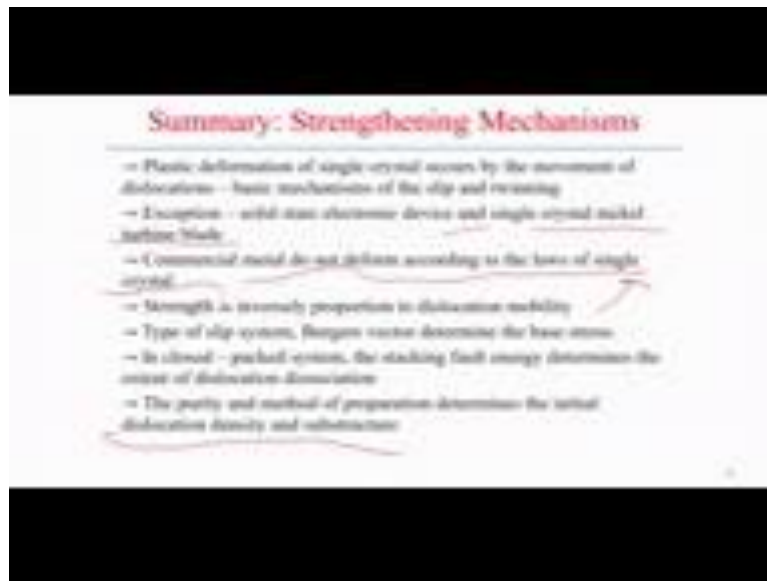 Summary: Strengthening Mechanisms
– Plastic deformation of single crystal occurs by the movement of
dislocations – basic mechanisms of the slip and twinning
– Exception – solid state electronic device and single crystal nickel
turbine blade
– Commercial metal do not deform according to the laws of single
crystal
– Strength is inversely proportion to dislocation mobility
– Type of slip system, Burgers vector determine the base stress
– In closed – packed system, the stacking fault energy determines the
extent of dislocation dissociation
– The purity and method of preparation determines the initial
dislocation density and substructure